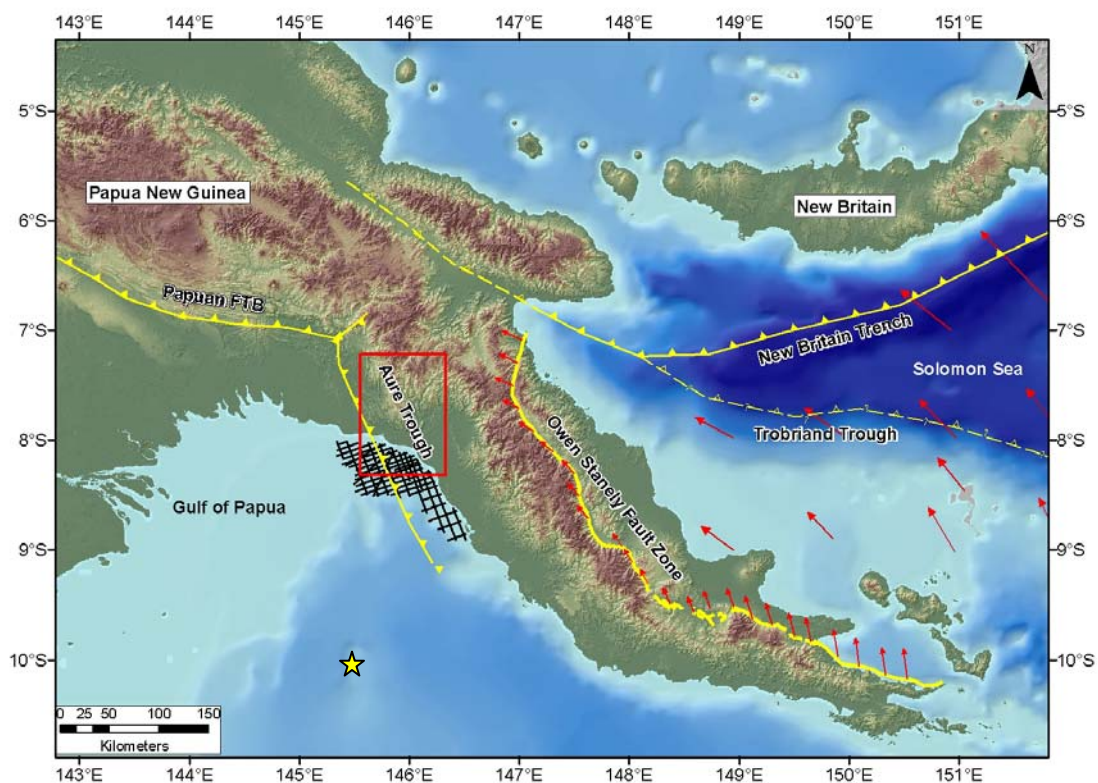 143°E 144°E 145°E 146°E 147°E 148°E 149°E 150°E 151°E
N
5°S 5°S
Papua New Guinea
New Britain
6°S 6°S
Papuan FTB
7°S 7°S
New Britain Trench
Solomon Sea
Aure Trough
Owen Stanely Fault Zone
Trobriand Trough
8°S 8°S
Gulf of Papua
9°S 9°S
10°S 10°S
0 25 50 100 150
Kilometers
143°E 144°E 145°E 146°E 147°E 148°E 149°E 150°E 151°E